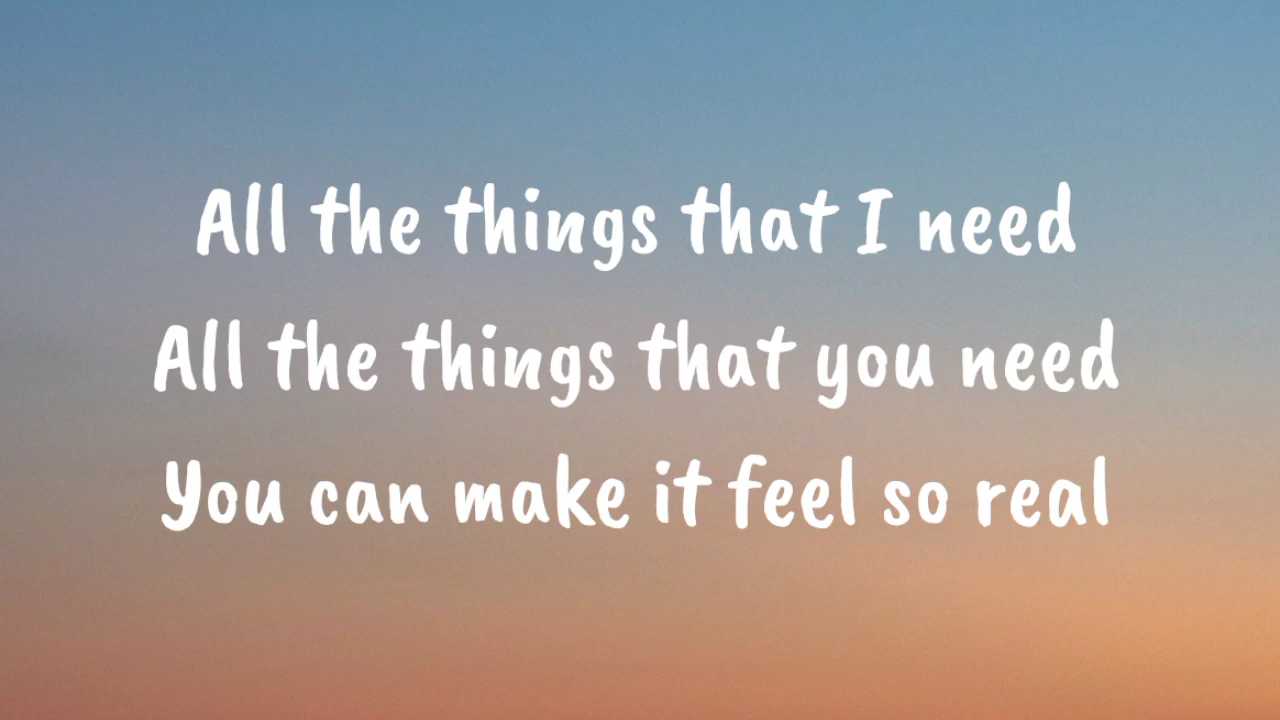 All the things that I need
All the things that you need
You can make it feel so real